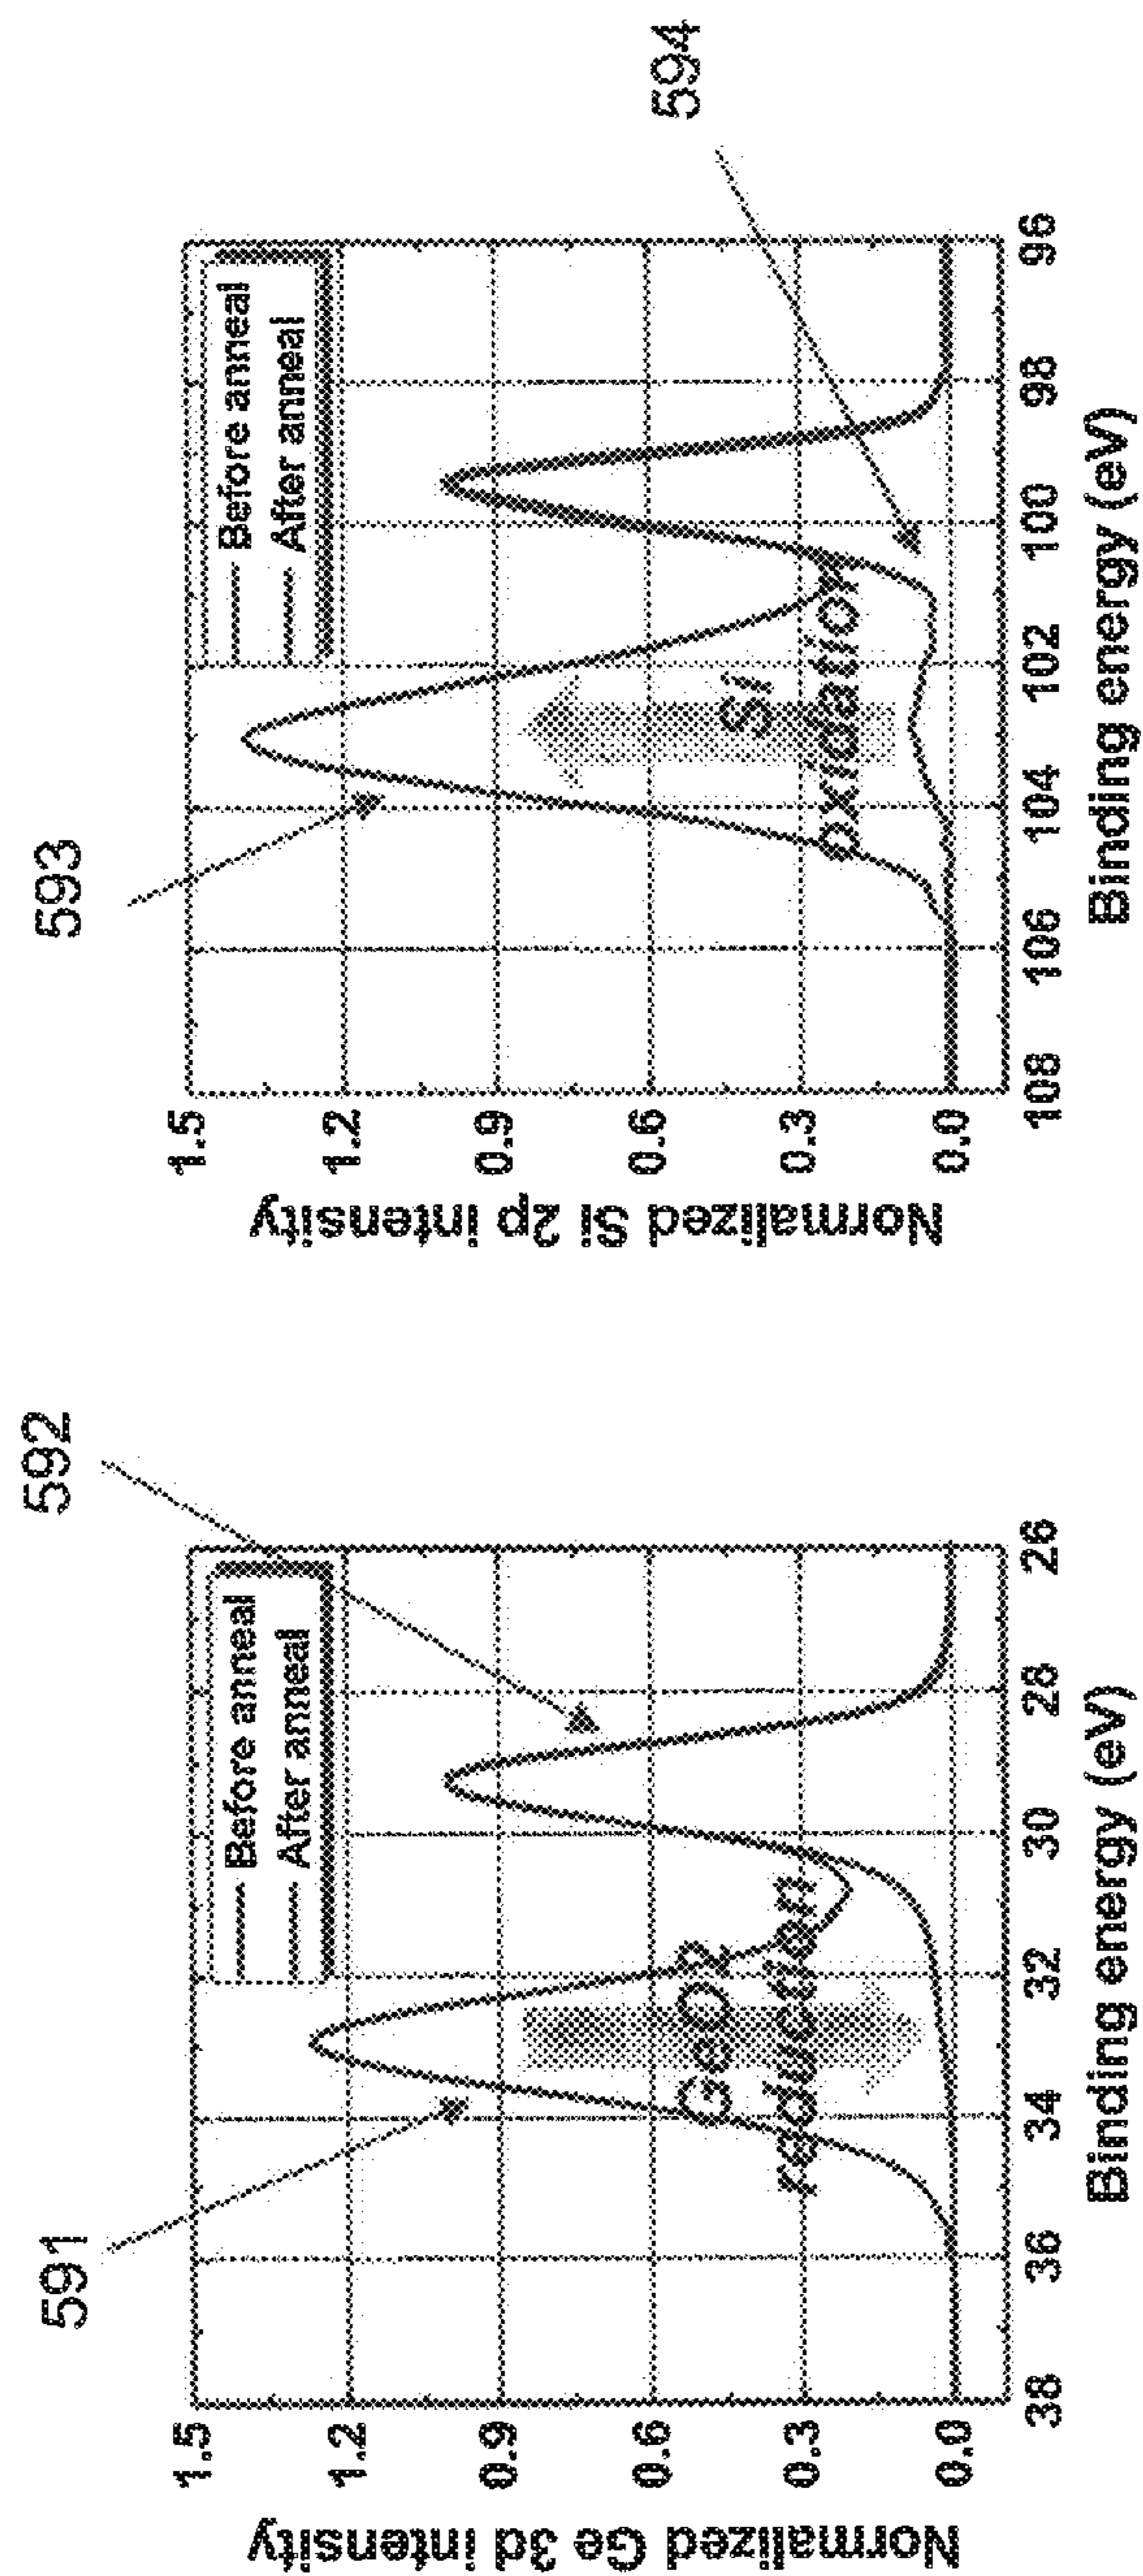 591
592
Normalized Ge 3d intensity
1.5
1.2
0.9
0.6
0.3
0.0
Before anneal
After anneal
GeO2
reduction
38
36
34
32
30
28
26
Binding energy (eV)
593
594
Normalized Si 2p intensity
1.5
1.2
0.9
0.6
0.3
0.0
Before anneal
After anneal
Si
oxidation
108
106
104
102
100
98
96
Binding energy (eV)